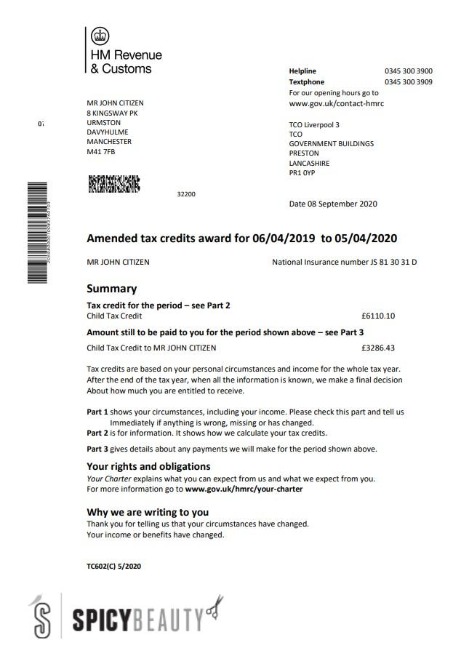 HM Revenue
& Customs
Helpline 0345 300 3900
Textphone 0345 300 3909
For our opening hours go to
www.gov.uk/contact-hmrc
MR JOHN CITIZEN
8 KINGSWAY PK
URMSTON
DAVYHULME
MANCHESTER
M41 7FB
TCO Liverpool 3
TCO
GOVERNMENT BUILDINGS
PRESTON
LANCASHIRE
PR1 0YP
32200
Date 08 September 2020
Amended tax credits award for 06/04/2019 to 05/04/2020
MR JOHN CITIZEN National Insurance number JS 81 30 31 D
Summary
Tax credit for the period – see Part 2
Child Tax Credit £6110.10
Amount still to be paid to you for the period shown above – see Part 3
Child Tax Credit to MR JOHN CITIZEN £3286.43
Tax credits are based on your personal circumstances and income for the whole tax year.
After the end of the tax year, when all the information is known, we make a final decision
About how much you are entitled to receive.
Part 1 shows your circumstances, including your income. Please check this part and tell us
Immediately if anything is wrong, missing or has changed.
Part 2 is for information. It shows how we calculate your tax credits.
Part 3 gives details about any payments we will make for the period shown above.
Your rights and obligations
Your Charter explains what you can expect from us and what we expect from you.
For more information go to www.gov.uk/hmrc/your-charter
Why we are writing to you
Thank you for telling us that your circumstances have changed.
Your income or benefits have changed.
TC602(C) 5/2020
SPICYBEAUTY